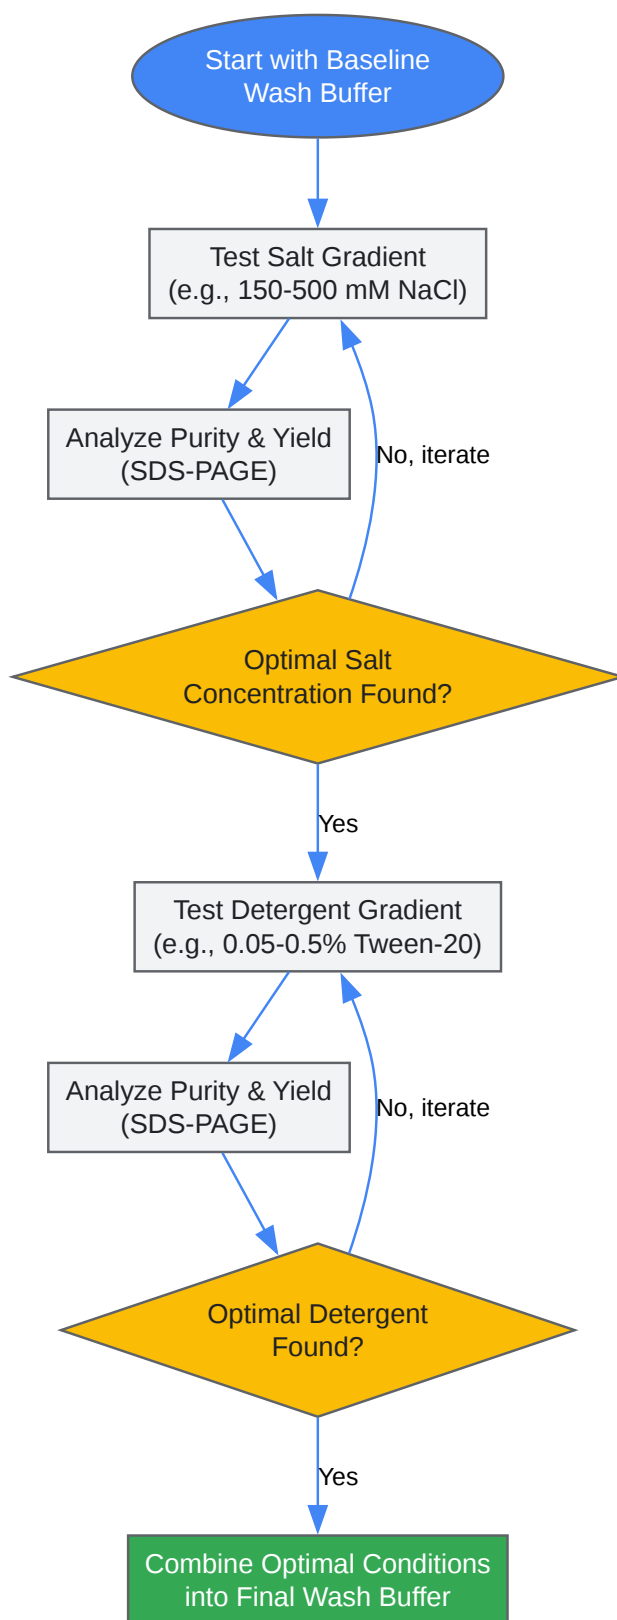 Start with Baseline
Wash Buffer
Test Salt Gradient
(e.g., 150-500 mM NaCl)
Analyze Purity & Yield
(SDS-PAGE)
No, iterate
Optimal Salt
Concentration Found?
Yes
Test Detergent Gradient
(e.g., 0.05-0.5% Tween-20)
Analyze Purity & Yield
(SDS-PAGE)
No, iterate
Optimal Detergent
Found?
Yes
Combine Optimal Conditions
into Final Wash Buffer